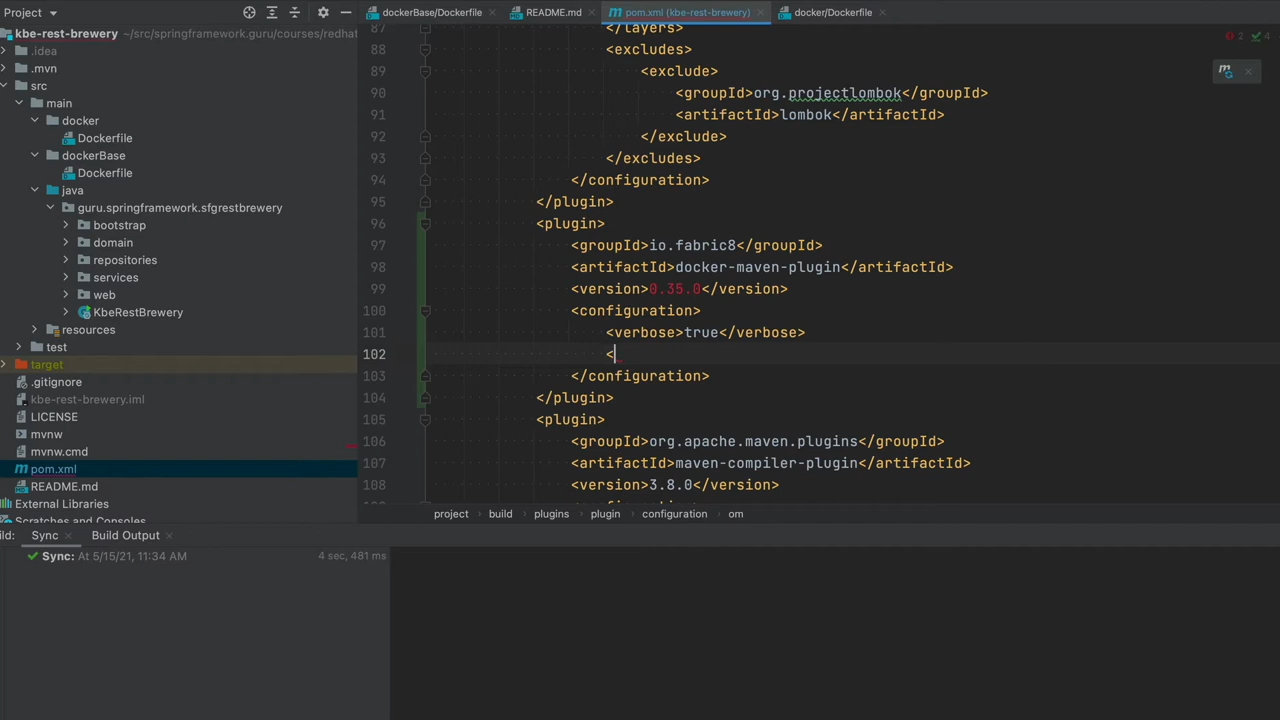 Project
dockerBase/Dockerfile
README.md
pom.xml (kbe-rest-brewery)
docker/Dockerfile
kbe-rest-brewery ~/src/springframework.guru/courses/redhat
.idea
.mvn
src
main
docker
Dockerfile
dockerBase
Dockerfile
java
guru.springframework.sfgrestbrewery
bootstrap
domain
repositories
services
web
KbeRestBrewery
resources
test
target
.gitignore
kbe-rest-brewery.iml
LICENSE
mvnw
mvnw.cmd
pom.xml
README.md
External Libraries
Scratches and Consoles
2 4
87 </layers>
88 <excludes>
89 <exclude>
90 <groupId>org.projectlombok</groupId>
91 <artifactId>lombok</artifactId>
92 </exclude>
93 </excludes>
94 </configuration>
95 </plugin>
96 <plugin>
97 <groupId>io.fabric8</groupId>
98 <artifactId>docker-maven-plugin</artifactId>
99 <version>0.35.0</version>
100 <configuration>
101 <verbose>true</verbose>
102 <
103 </configuration>
104 </plugin>
105 <plugin>
106 <groupId>org.apache.maven.plugins</groupId>
107 <artifactId>maven-compiler-plugin</artifactId>
108 <version>3.8.0</version>
project build plugins plugin configuration om
ild: Sync Build Output
Sync: At 5/15/21, 11:34 AM 4 sec, 481 ms